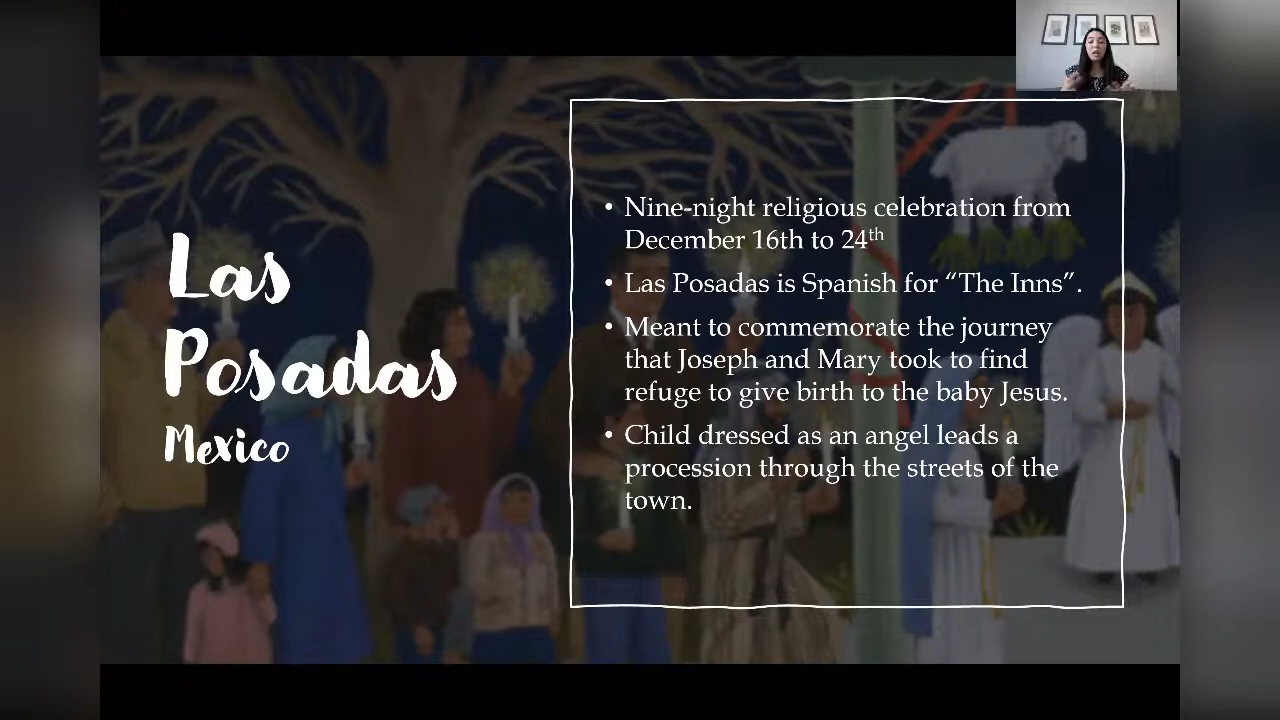 Las
Posadas
Mexico
• Nine-night religious celebration from
December 16th to 24th
• Las Posadas is Spanish for “The Inns”.
• Meant to commemorate the journey
that Joseph and Mary took to find
refuge to give birth to the baby Jesus.
• Child dressed as an angel leads a
procession through the streets of the
town.